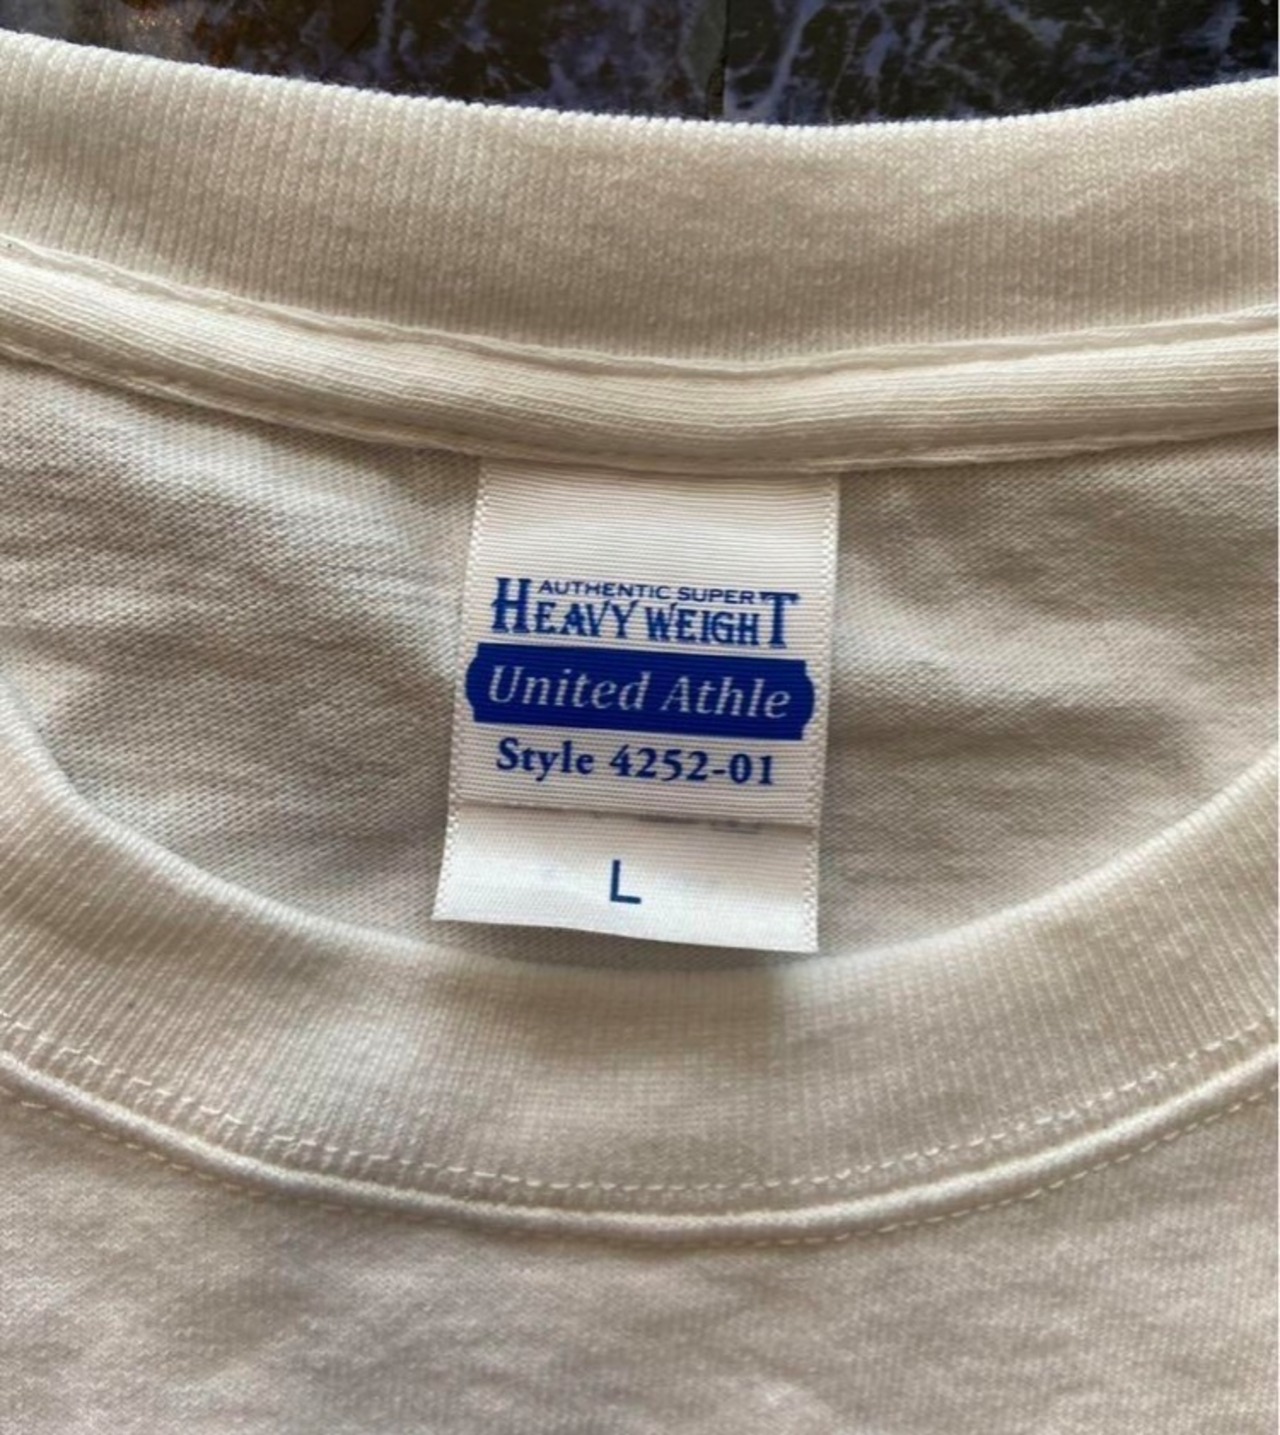 AUTHENTIC SUPER
HEAVY WEIGHT
United Athle
Style 4252-01
L